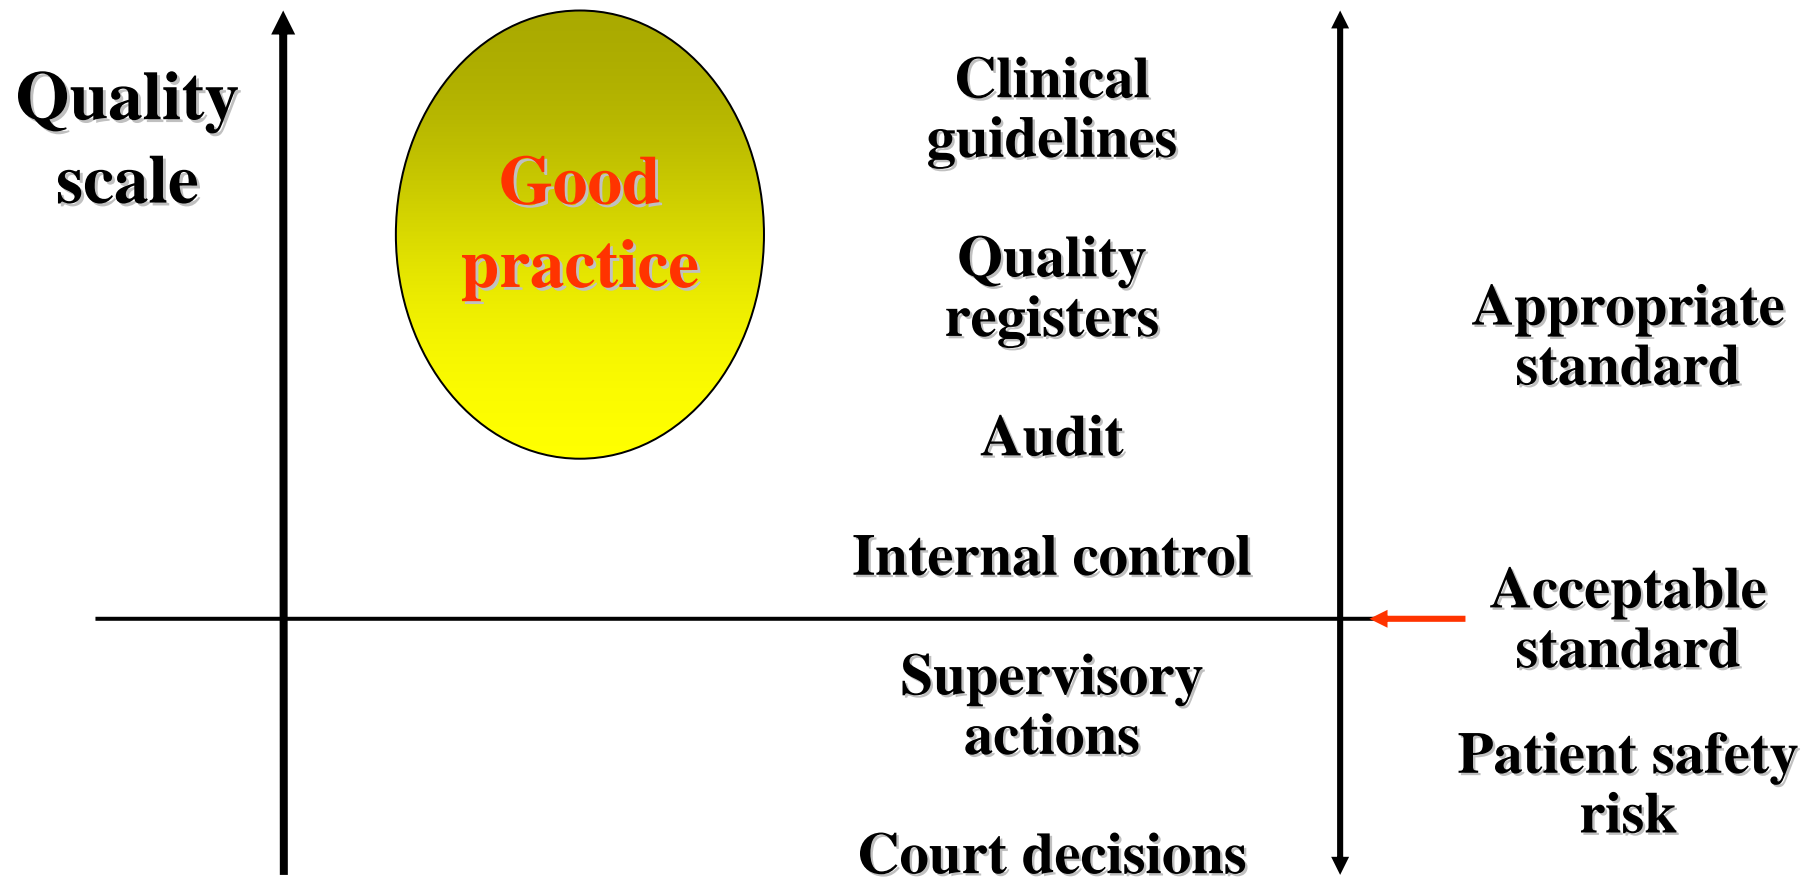 Quality
scale
Good
practice
Clinical
guidelines
Quality
registers
Audit
Internal control
Supervisory
actions
Court decisions
Appropriate
standard
Acceptable
standard
Patient safety
risk